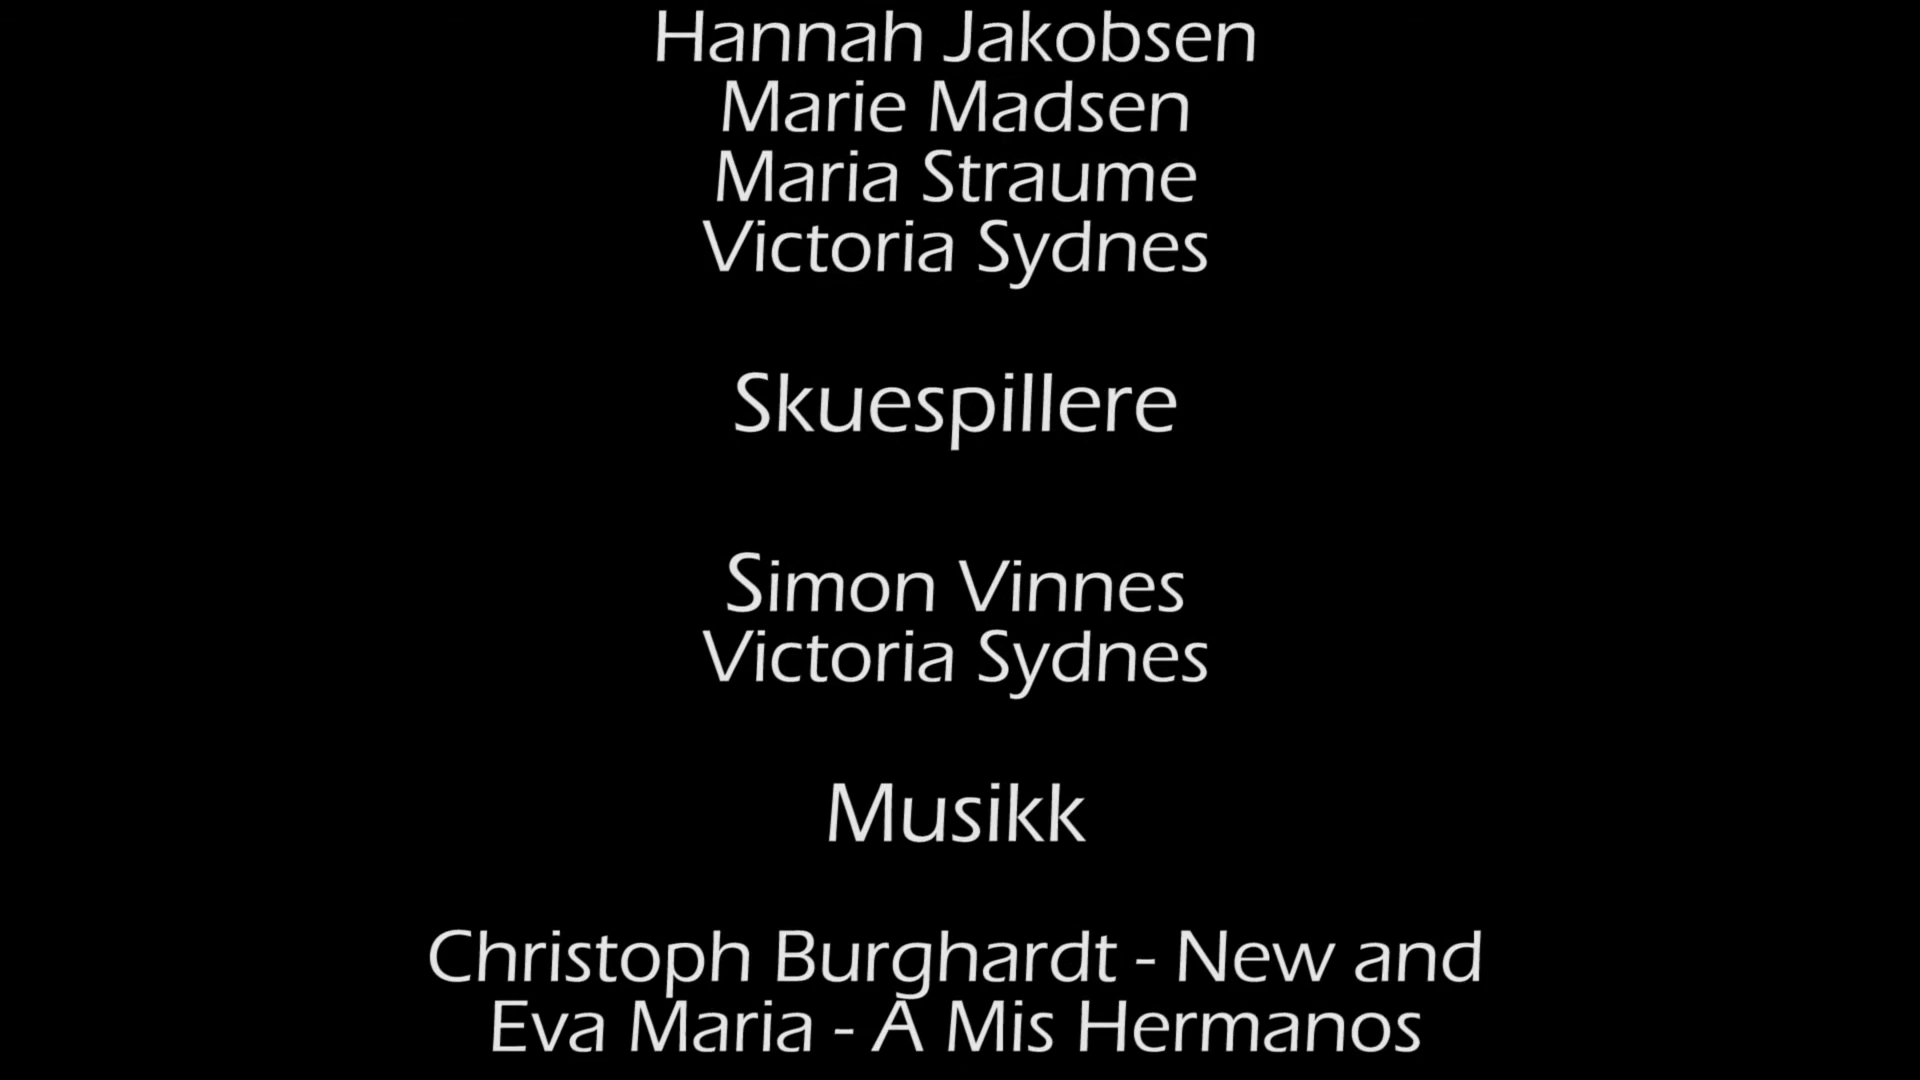 Hannah Jakobsen
Marie Madsen
Maria Straume
Victoria Sydnes
Skuespillere
Simon Vinnes
Victoria Sydnes
Musikk
Christoph Burghardt - New and
Eva Maria - A Mis Hermanos